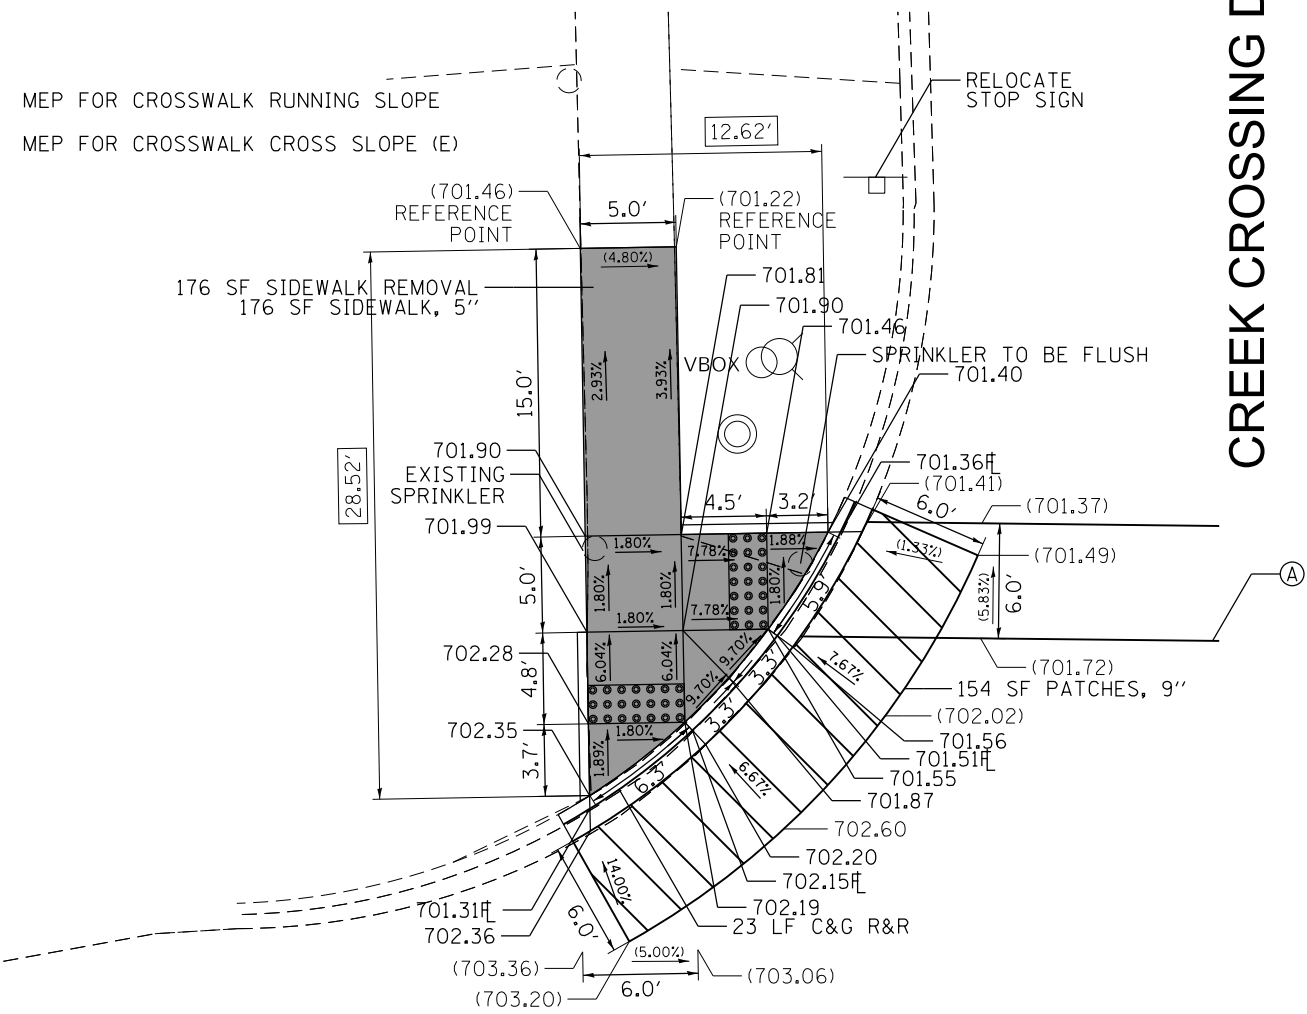 MEP FOR CROSSWALK RUNNING SLOPE
MEP FOR CROSSWALK CROSS SLOPE (E)
RELOCATE
STOP SIGN
CREEK CROSSING D
12.62'
(701.46)
REFERENCE
POINT
5.0'
(701.22)
REFERENCE
POINT
(4.80%)
176 SF SIDEWALK REMOVAL
176 SF SIDEWALK, 5"
701.81
701.90
701.46
SPRINKLER TO BE FLUSH
701.40
VBOX
2.93%
3.93%
15.0'
28.52'
701.90
EXISTING
SPRINKLER
701.99
701.36FL
(701.41)
4.5'
3.2'
6.0'
(701.37)
1.80%
7.78%
1.88%
(1.33%)
(701.49)
A
5.0'
1.80%
1.80%
1.80%
5.9'
(5.83%)
6.0'
1.80%
7.78%
702.28
4.8'
6.04%
6.04%
9.70%
9.70%
3.3'
3.3'
7.67%
(701.72)
154 SF PATCHES, 9"
(702.02)
702.35
1.80%
1.89%
3.7'
6.3'
6.67%
701.56
701.51FL
701.55
701.87
702.60
702.20
702.15FL
702.19
23 LF C&G R&R
14.00%
701.31FL
702.36
6.0'
(703.36)
(5.00%)
(703.06)
(703.20)
6.0'